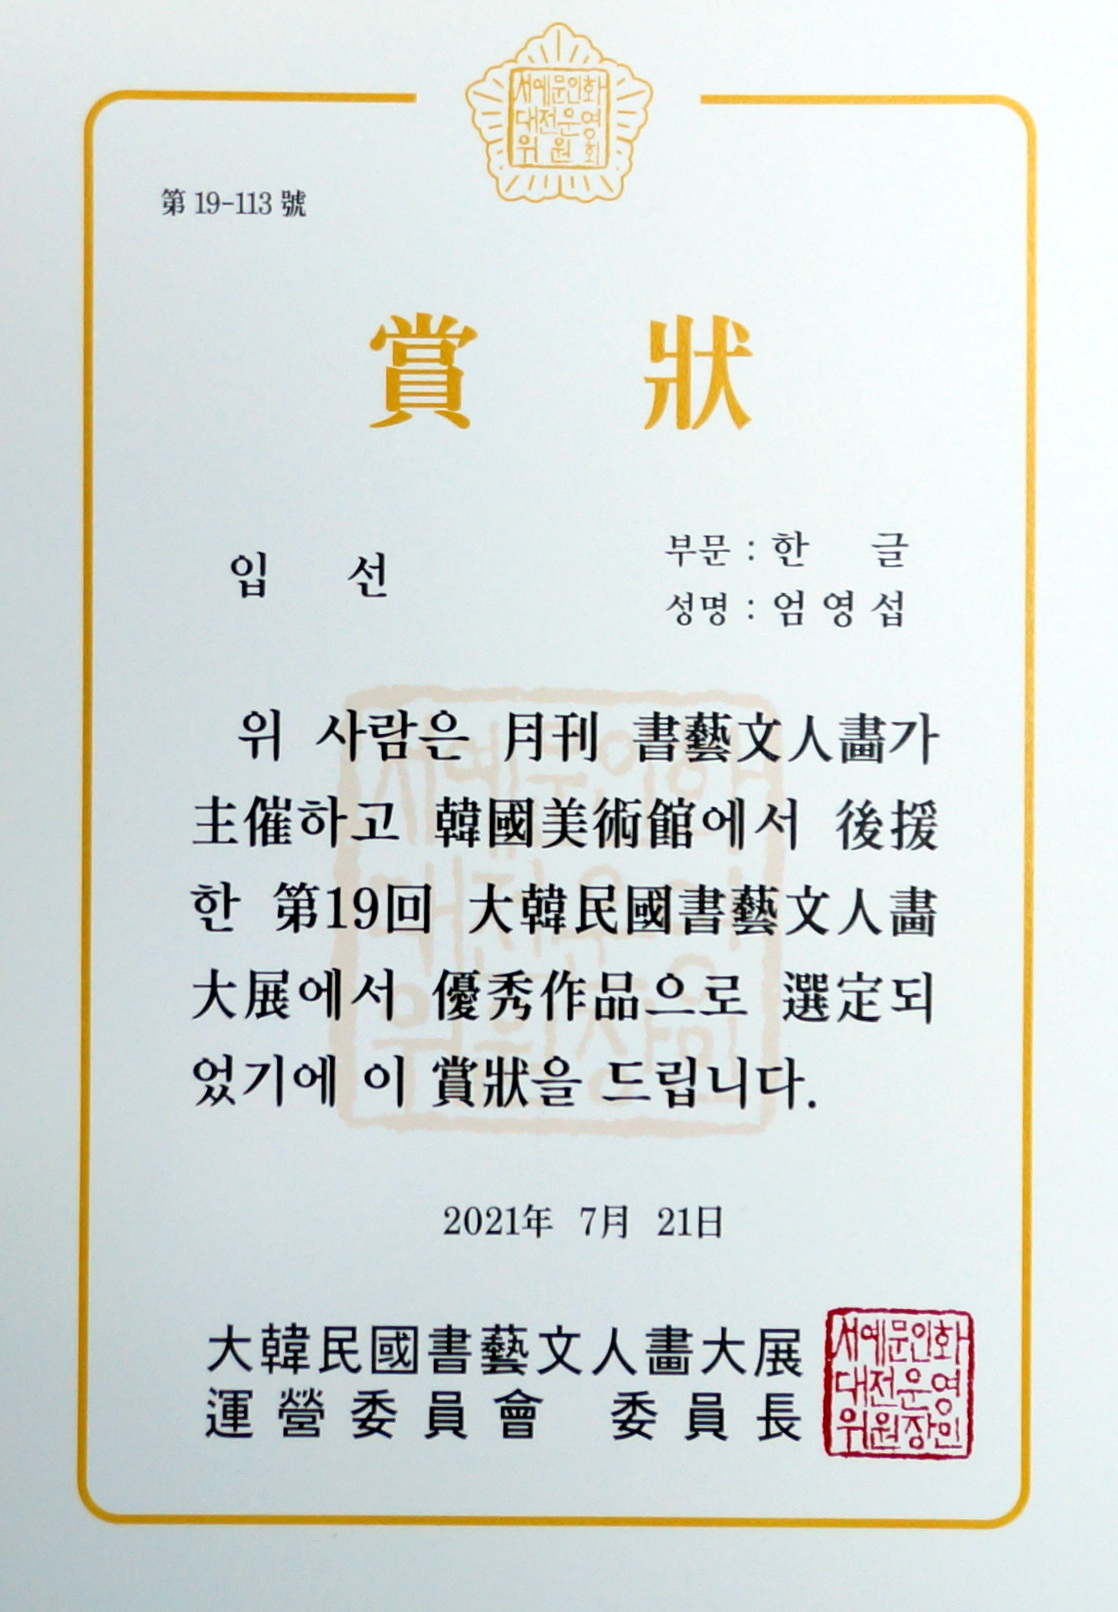 서예문인화
대전운영
위원회
第 19-113 號
賞 狀
입 선
부문 : 한 글
성명 : 엄 영 섭
위 사람은 月刊 書藝文人畵가
主催하고 韓國美術館에서 後援
한 第19回 大韓民國書藝文人畵
大展에서 優秀作品으로 選定되
었기에 이 賞狀을 드립니다.
2021年 7月 21日
大韓民國書藝文人畵大展
運營委員會 委員長
서예문인화
대전운영
위원장인